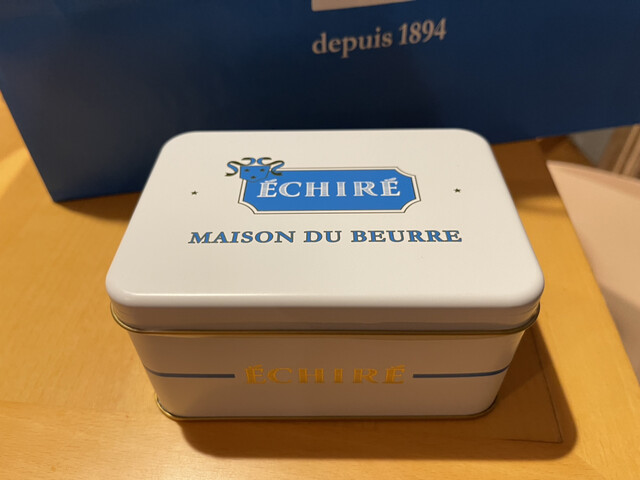 depuis 1894
ÉCHIRÉ
MAISON DU BEURRE
ÉCHIRÉ